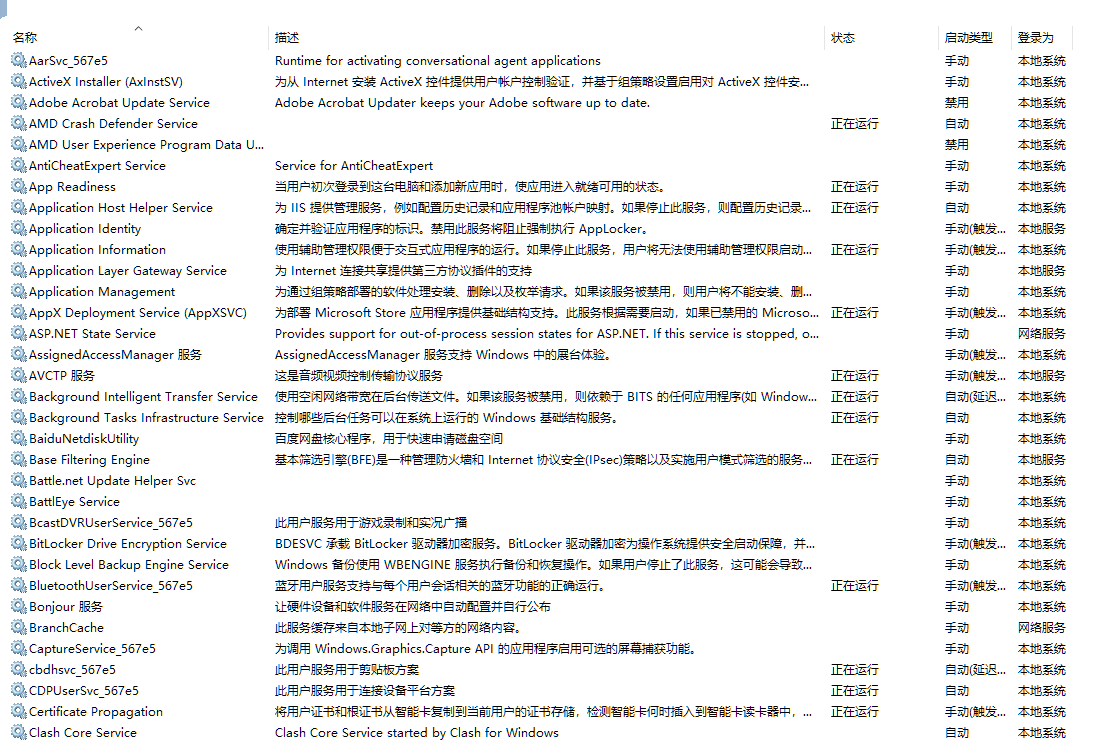 名称 描述 状态 启动类型 登录为
AarSvc_567e5 Runtime for activating conversational agent applications 手动 本地系统
ActiveX Installer (AxInstSV) 为从 Internet 安装 ActiveX 控件提供用户帐户控制验证，并基于组策略设置启用对 ActiveX 控件安... 手动 本地系统
Adobe Acrobat Update Service Adobe Acrobat Updater keeps your Adobe software up to date. 禁用 本地系统
AMD Crash Defender Service 正在运行 自动 本地系统
AMD User Experience Program Data U... 禁用 本地系统
AntiCheatExpert Service Service for AntiCheatExpert 手动 本地系统
App Readiness 当用户初次登录到这台电脑和添加新应用时，使应用进入就绪可用的状态。 正在运行 手动 本地系统
Application Host Helper Service 为 IIS 提供管理服务，例如配置历史记录和应用程序池帐户映射。如果停止此服务，则配置历史记录... 正在运行 自动 本地系统
Application Identity 确定并验证应用程序的标识。禁用此服务将阻止强制执行 AppLocker。 手动(触发... 本地服务
Application Information 使用辅助管理权限便于交互式应用程序的运行。如果停止此服务，用户将无法使用辅助管理权限启动... 正在运行 手动(触发... 本地系统
Application Layer Gateway Service 为 Internet 连接共享提供第三方协议插件的支持 手动 本地服务
Application Management 为通过组策略部署的软件处理安装、删除以及枚举请求。如果该服务被禁用，则用户将不能安装、删... 手动 本地系统
AppX Deployment Service (AppXSVC) 为部署 Microsoft Store 应用程序提供基础结构支持。此服务根据需要启动，如果已禁用的 Microso... 正在运行 手动(触发... 本地系统
ASP.NET State Service Provides support for out-of-process session states for ASP.NET. If this service is stopped, o... 手动 网络服务
AssignedAccessManager 服务 AssignedAccessManager 服务支持 Windows 中的展台体验。 手动(触发... 本地系统
AVCTP 服务 这是音频视频控制传输协议服务 正在运行 手动(触发... 本地服务
Background Intelligent Transfer Service 使用空闲网络带宽在后台传送文件。如果该服务被禁用，则依赖于 BITS 的任何应用程序(如 Window... 正在运行 自动(延迟... 本地系统
Background Tasks Infrastructure Service 控制哪些后台任务可以在系统上运行的 Windows 基础结构服务。 正在运行 自动 本地系统
BaiduNetdiskUtility 百度网盘核心程序，用于快速申请磁盘空间 手动 本地系统
Base Filtering Engine 基本筛选引擎(BFE)是一种管理防火墙和 Internet 协议安全(IPsec)策略以及实施用户模式筛选的服务... 正在运行 自动 本地服务
Battle.net Update Helper Svc 手动 本地系统
BattlEye Service 手动 本地系统
BcastDVRUserService_567e5 此用户服务用于游戏录制和实况广播 手动 本地系统
BitLocker Drive Encryption Service BDESVC 承载 BitLocker 驱动器加密服务。BitLocker 驱动器加密为操作系统提供安全启动保障，并... 手动(触发... 本地系统
Block Level Backup Engine Service Windows 备份使用 WBENGINE 服务执行备份和恢复操作。如果用户停止了此服务，这可能会导致... 手动 本地系统
BluetoothUserService_567e5 蓝牙用户服务支持与每个用户会话相关的蓝牙功能的正确运行。 正在运行 手动(触发... 本地系统
Bonjour 服务 让硬件设备和软件服务在网络中自动配置并自行公布 手动 本地系统
BranchCache 此服务缓存来自本地子网上对等方的网络内容。 手动 网络服务
CaptureService_567e5 为调用 Windows.Graphics.Capture API 的应用程序启用可选的屏幕捕获功能。 手动 本地系统
cbdhsvc_567e5 此用户服务用于剪贴板方案 正在运行 自动(延迟... 本地系统
CDPUserSvc_567e5 此用户服务用于连接设备平台方案 正在运行 自动 本地系统
Certificate Propagation 将用户证书和根证书从智能卡复制到当前用户的证书存储，检测智能卡何时插入到智能卡读卡器中，... 正在运行 手动(触发... 本地系统
Clash Core Service Clash Core Service started by Clash for Windows 自动 本地系统